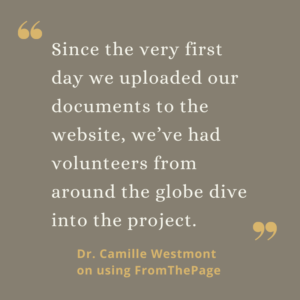 “
Since the very first
day we uploaded our
documents to the
website, we’ve had
volunteers from
around the globe dive
into the project.
”
Dr. Camille Westmont
on using FromThePage